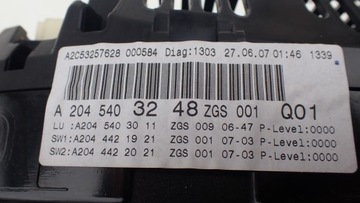 A2C53257628 000584 Diag:1303 27.06.07 01:46 1339
A 204 540 32 48 ZGS 001 Q01
LU :A204 540 30 11 ZGS 009 06-47 P-Level:0000
SW1:A204 442 19 21 ZGS 001 07-03 P-Level:0000
SW2:A204 442 20 21 ZGS 001 07-03 P-Level:0000